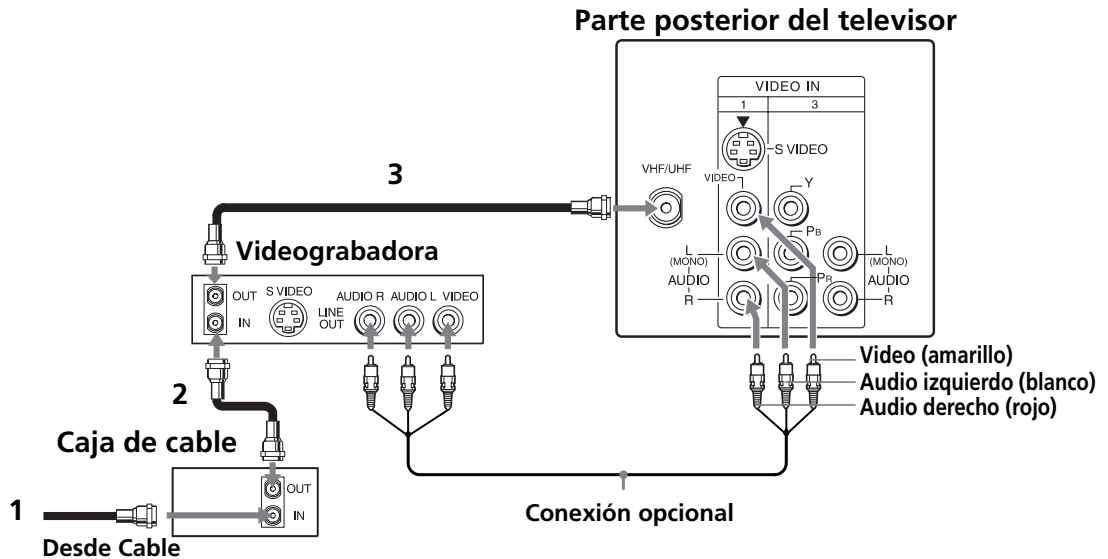 Parte posterior del televisor
VIDEO IN
1 3
S VIDEO
VHF/UHF
VIDEO
Y
PB
L
(MONO)
AUDIO
R
PR
L
(MONO)
AUDIO
R
3
Videograbadora
OUT
IN
S VIDEO
LINE
OUT
AUDIO R AUDIO L VIDEO
Video (amarillo)
Audio izquierdo (blanco)
Audio derecho (rojo)
2
Caja de cable
OUT
IN
1
Desde Cable
Conexión opcional